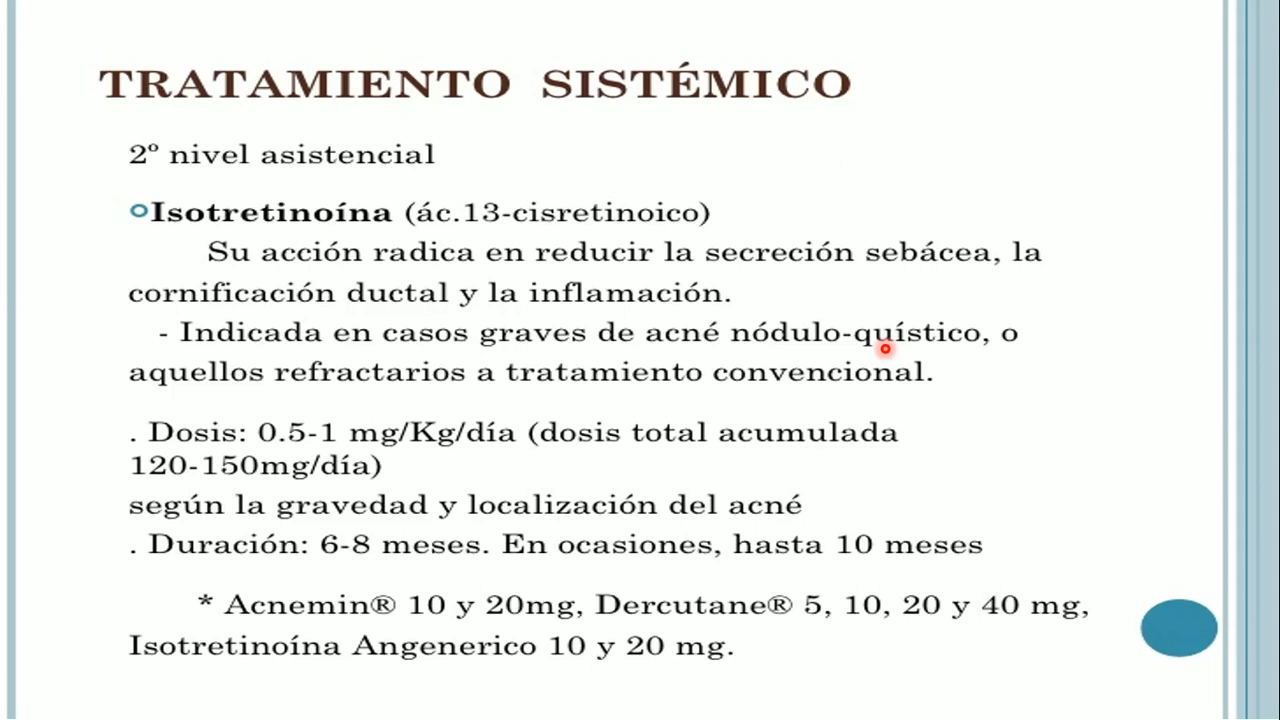 TRATAMIENTO SISTÉMICO
2º nivel asistencial
Isotretinoína (ác.13-cisretinoico)
Su acción radica en reducir la secreción sebácea, la
cornificación ductal y la inflamación.
- Indicada en casos graves de acné nódulo-quístico, o
aquellos refractarios a tratamiento convencional.
. Dosis: 0.5-1 mg/Kg/día (dosis total acumulada
120-150mg/día)
según la gravedad y localización del acné
. Duración: 6-8 meses. En ocasiones, hasta 10 meses
* Acnemin® 10 y 20mg, Dercutane® 5, 10, 20 y 40 mg,
Isotretinoína Angenerico 10 y 20 mg.